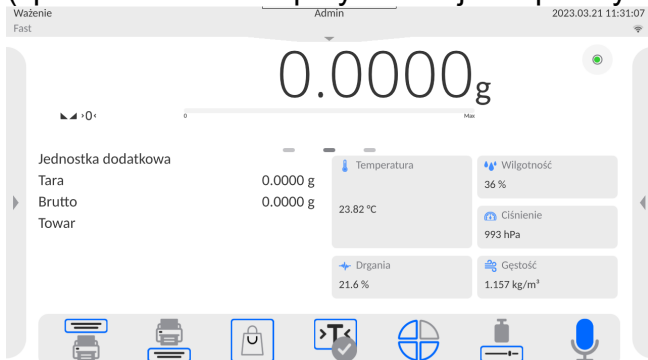 Ważenie Admin 2023.03.21 11:31:07
Fast
0.0000g
›0‹
0 Max
Jednostka dodatkowa
Tara 0.0000 g
Brutto 0.0000 g
Towar
Temperatura
23.82 °C
Wilgotność
36 %
Ciśnienie
993 hPa
Drgania
21.6 %
Gęstość
1.157 kg/m³
›T‹